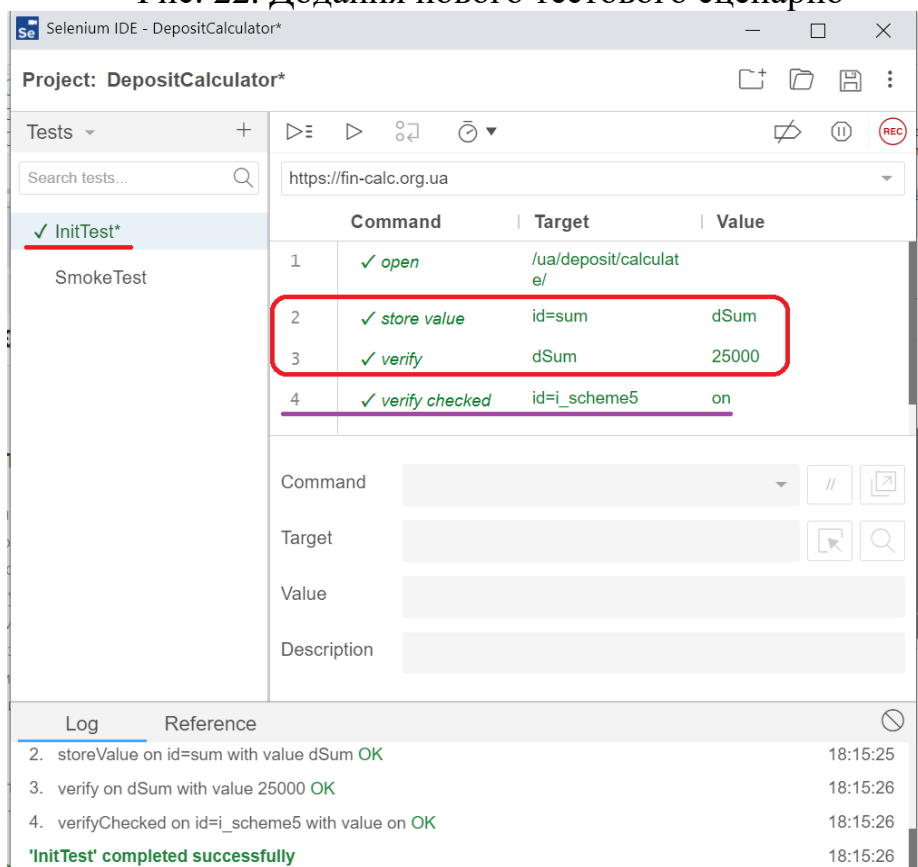 Рис. 22. Додання нового тестового сценарію
Se Selenium IDE - DepositCalculator*
Project: DepositCalculator*
Tests
REC
Search tests...
https://fin-calc.org.ua
Command Target Value
✓ InitTest*
1 ✓ open /ua/deposit/calculat
e/
SmokeTest
2 ✓ store value id=sum dSum
3 ✓ verify dSum 25000
4 ✓ verify checked id=i_scheme5 on
Command //
Target
Value
Description
Log Reference
2. storeValue on id=sum with value dSum OK 18:15:25
3. verify on dSum with value 25000 OK 18:15:26
4. verifyChecked on id=i_scheme5 with value on OK 18:15:26
'InitTest' completed successfully 18:15:26